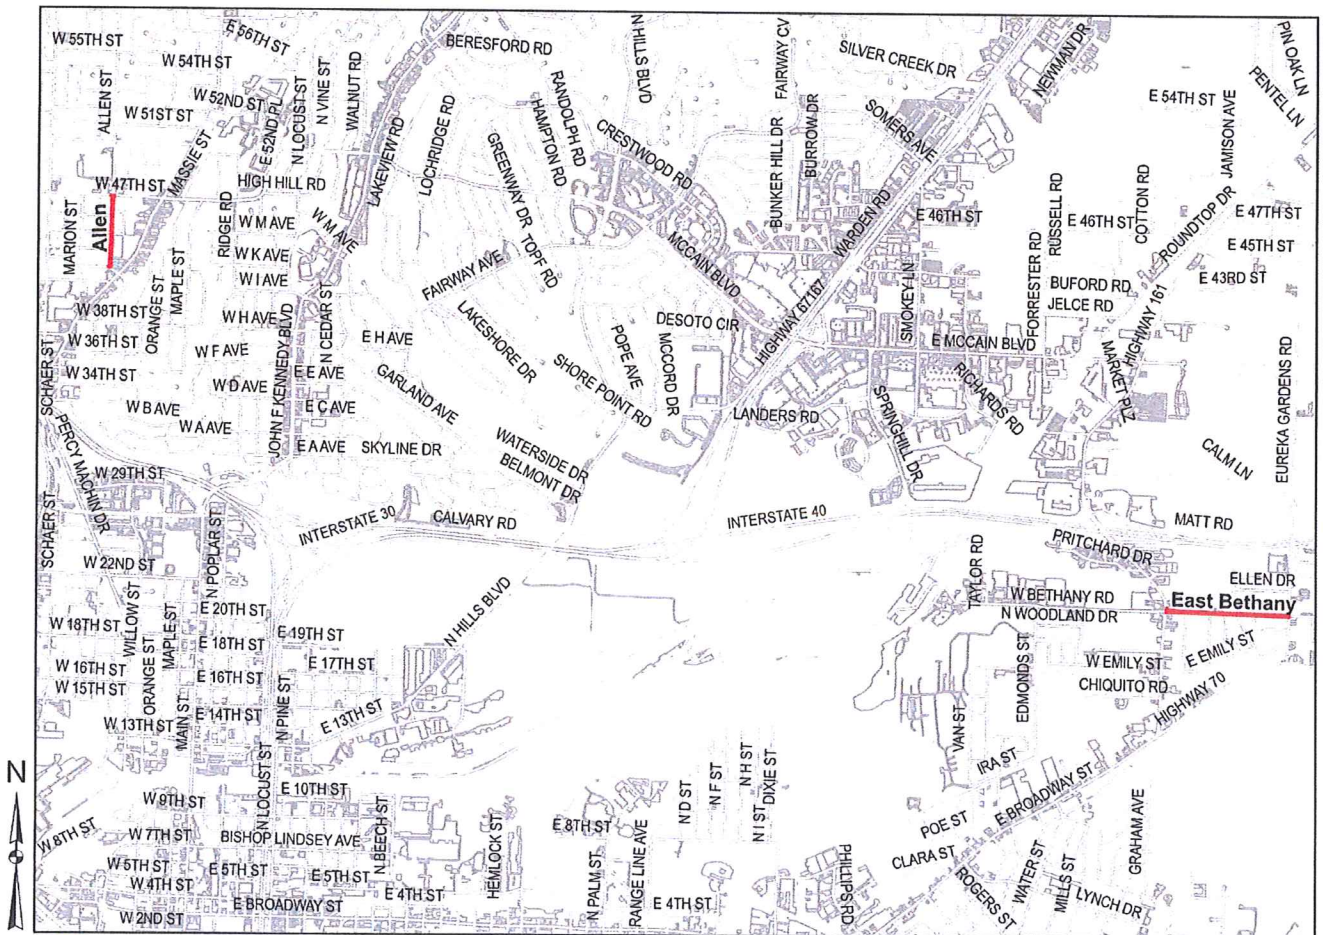 W 55TH ST
E 56TH ST
W 54TH ST
ALLEN ST
W 52ND ST
W 51ST ST
E 52ND PL
N LOCUST ST
N VINE ST
WALNUT RD
BERESFORD RD
N HILLS BLVD
FAIRWAY CV
SILVER CREEK DR
NEWMAN DR
PIN OAK LN
PENTEL LN
E 54TH ST
JAMISON AVE
SOMERS AVE
BURROW DR
BUNKER HILL DR
RANDOLPH RD
HAMPTON RD
CRESTWOOD RD
LOCHRIDGE RD
LAKEVIEW RD
GREENWAY DR
MASSIE ST
W 47TH ST
HIGH HILL RD
MARION ST
Allen
RIDGE RD
W M AVE
W M AVE
W K AVE
W I AVE
TOPF RD
FAIRWAY AVE
MCCAIN BLVD
WARDEN RD
E 46TH ST
RUSSELL RD
E 46TH ST
COTTON RD
ROUNDTOP DR
E 47TH ST
E 45TH ST
E 43RD ST
FORRESTER RD
BUFORD RD
JELCE RD
HIGHWAY 161
SMOKEY LN
HIGHWAY 67167
DESOTO CIR
MAPLE ST
ORANGE ST
W 38TH ST
W 36TH ST
W 34TH ST
SCHAER ST
W H AVE
W F AVE
W D AVE
W B AVE
W A AVE
JOHN F KENNEDY BLVD
N CEDAR ST
E H AVE
E E AVE
E C AVE
E A AVE
SKYLINE DR
GARLAND AVE
LAKESHORE DR
SHORE POINT RD
POPE AVE
MCCORD DR
LANDERS RD
E MCCAIN BLVD
RICHARDS RD
SPRINGHILL DR
MARKET PLZ
EUREKA GARDENS RD
CALM LN
WATERSIDE DR
BELMONT DR
PERCY MACHIN DR
W 29TH ST
SCHAER ST
W 22ND ST
N POPLAR ST
INTERSTATE 30
CALVARY RD
INTERSTATE 40
MATT RD
PRITCHARD DR
ELLEN DR
TAYLOR RD
W BETHANY RD
East Bethany
N WOODLAND DR
N HILLS BLVD
WILLOW ST
ORANGE ST
MAPLE ST
MAIN ST
W 18TH ST
W 16TH ST
W 15TH ST
W 13TH ST
E 20TH ST
E 19TH ST
E 18TH ST
E 17TH ST
E 16TH ST
E 14TH ST
E 13TH ST
N PINE ST
N LOCUST ST
EDMONDS ST
W EMILY ST
E EMILY ST
CHIQUITO RD
HIGHWAY 70
VAN ST
IRA ST
E BROADWAY ST
POE ST
CLARA ST
ROGERS ST
WATER ST
MILLS ST
GRAHAM AVE
LYNCH DR
N
W 9TH ST
W 8TH ST
W 7TH ST
W 5TH ST
W 4TH ST
W 2ND ST
E 10TH ST
BISHOP LINDSEY AVE
N BEECH ST
E 5TH ST
E 5TH ST
E 4TH ST
E BROADWAY ST
HEMLOCK ST
E 8TH ST
N PALM ST
RANGE LINE AVE
N D ST
N F ST
N H ST
DIXIE ST
N I ST
E 4TH ST
PHILLIPS RD